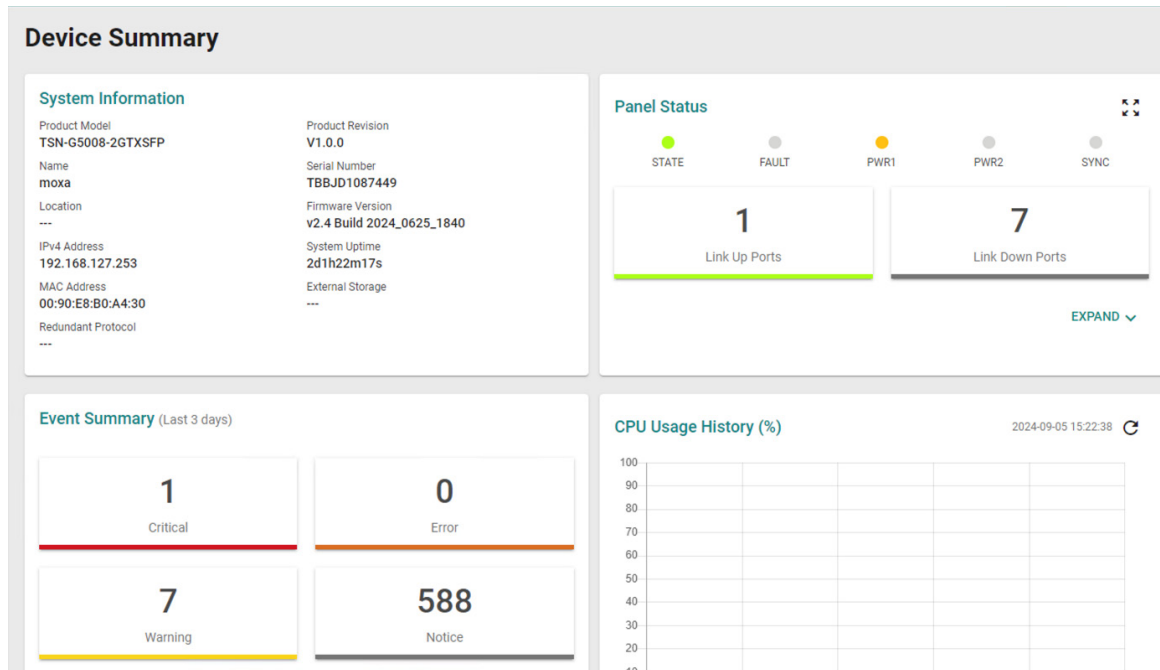 Device Summary
System Information
Product Model
TSN-G5008-2GTXSFP
Product Revision
V1.0.0
Name
moxa
Serial Number
TBBJD1087449
Location
---
Firmware Version
v2.4 Build 2024_0625_1840
IPv4 Address
192.168.127.253
System Uptime
2d1h22m17s
MAC Address
00:90:E8:B0:A4:30
External Storage
---
Redundant Protocol
---
Panel Status
STATE
FAULT
PWR1
PWR2
SYNC
1
Link Up Ports
7
Link Down Ports
EXPAND
Event Summary (Last 3 days)
1
Critical
0
Error
7
Warning
588
Notice
CPU Usage History (%)
2024-09-05 15:22:38
100
90
80
70
60
50
40
30
20